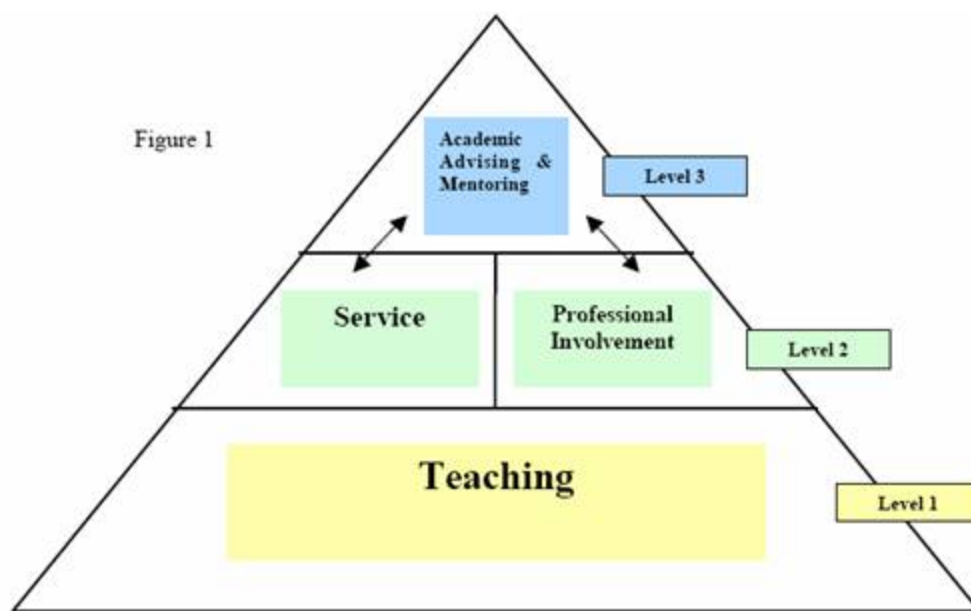 Figure 1
Academic
Advising &
Mentoring
Level 3
Service
Professional
Involvement
Level 2
Teaching
Level 1